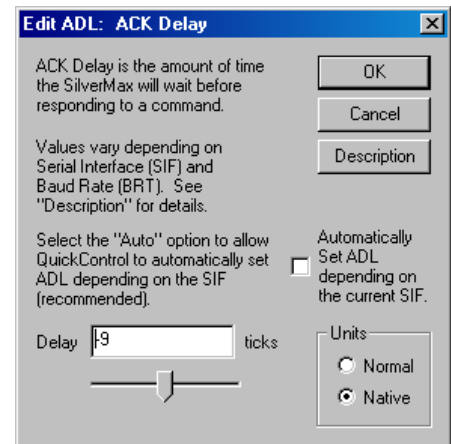 Edit ADL: ACK Delay
ACK Delay is the amount of time
the SilverMax will wait before
responding to a command.
OK
Cancel
Values vary depending on
Serial Interface (SIF) and
Baud Rate (BRT). See
"Description" for details.
Description
Select the "Auto" option to allow
QuickControl to automatically set
ADL depending on the SIF
(recommended).
Automatically
Set ADL
depending on
the current SIF.
Delay -9 ticks
Units
Normal
Native